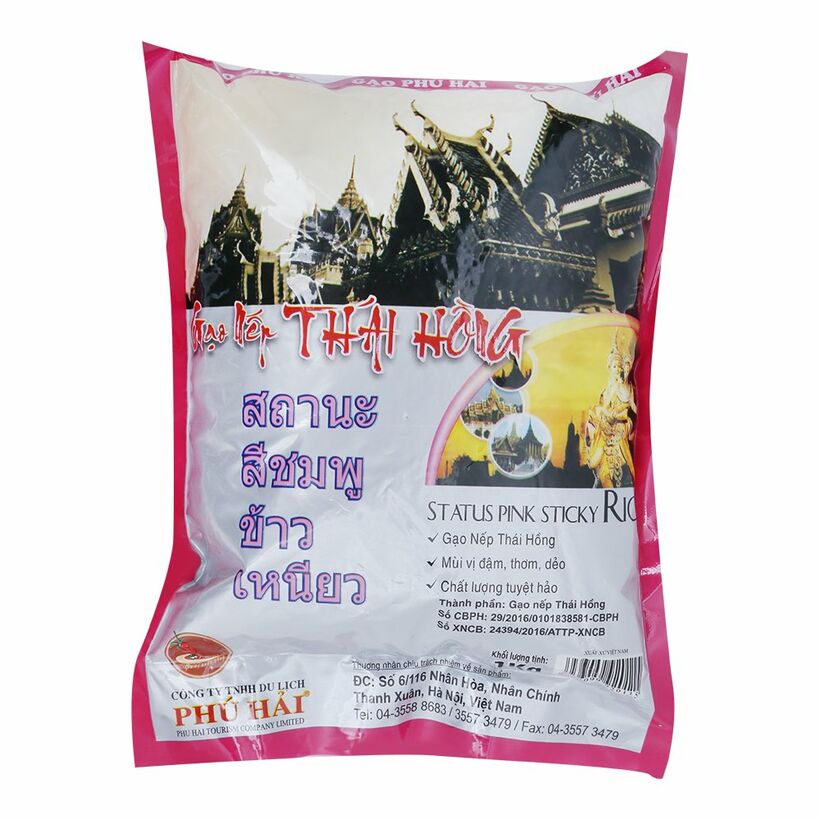 GẠO PHÚ HẢI
Gạo Nếp THÁI HỒNG
สถานะ
สีชมพู
ข้าว
เหนียว
STATUS PINK STICKY
✓ Gạo Nếp Thái Hồng
✓ Mùi vị đậm, thơm, dẻo
✓ Chất lượng tuyệt hảo
Thành phần: Gạo nếp Thái Hồng
Số CBPH: 29/2016/0101838581-CBPH
Số XNCB: 24394/2016/ATTP-XNCB
XUẤT XỨ VIỆT NAM
Khối lượng tịnh:
1Kg
Thương nhân chịu trách nhiệm về sản phẩm:
ĐC: Số 6/116 Nhân Hòa, Nhân Chính
Thanh Xuân, Hà Nội, Việt Nam
Tel: 04-3558 8683 / 3557 3479 / Fax: 04-3557 3479
CÔNG TY TNHH DU LỊCH
PHÚ HẢI®
PHU HAI TOURISM COMPANY LIMITED